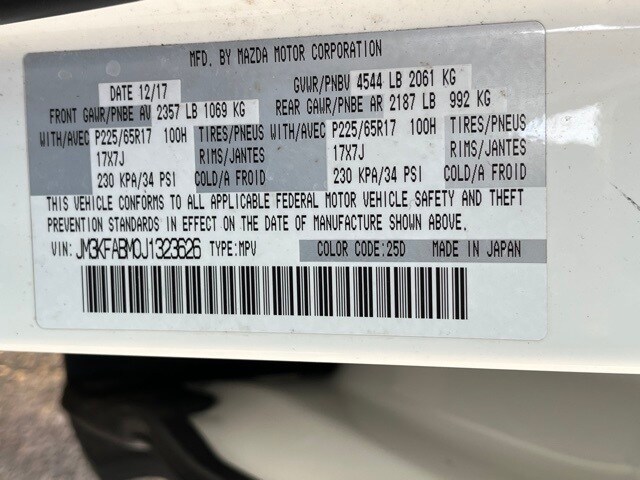 MFD. BY MAZDA MOTOR CORPORATION
DATE 12/17 GVWR/PNBV 4544 LB 2061 KG
FRONT GAWR/PNBE AV 2357 LB 1069 KG REAR GAWR/PNBE AR 2187 LB 992 KG
WITH/AVEC P225/65R17 100H TIRES/PNEUS WITH/AVEC P225/65R17 100H TIRES/PNEUS
17X7J RIMS/JANTES 17X7J RIMS/JANTES
230 KPA/34 PSI COLD/A FROID 230 KPA/34 PSI COLD/A FROID
THIS VEHICLE CONFORMS TO ALL APPLICABLE FEDERAL MOTOR VEHICLE SAFETY AND THEFT
PREVENTION STANDARDS IN EFFECT ON THE DATE OF MANUFACTURE SHOWN ABOVE.
VIN: JM3KFABM0J1323626 TYPE:MPV COLOR CODE:25D MADE IN JAPAN